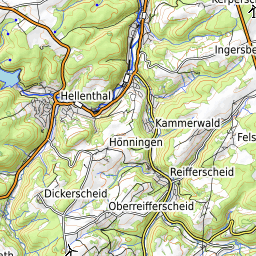 Ingersbe
Hellenthal
Kammerwald
Hönningen
Fels
Reifferscheid
Dickerscheid
Oberreifferscheid